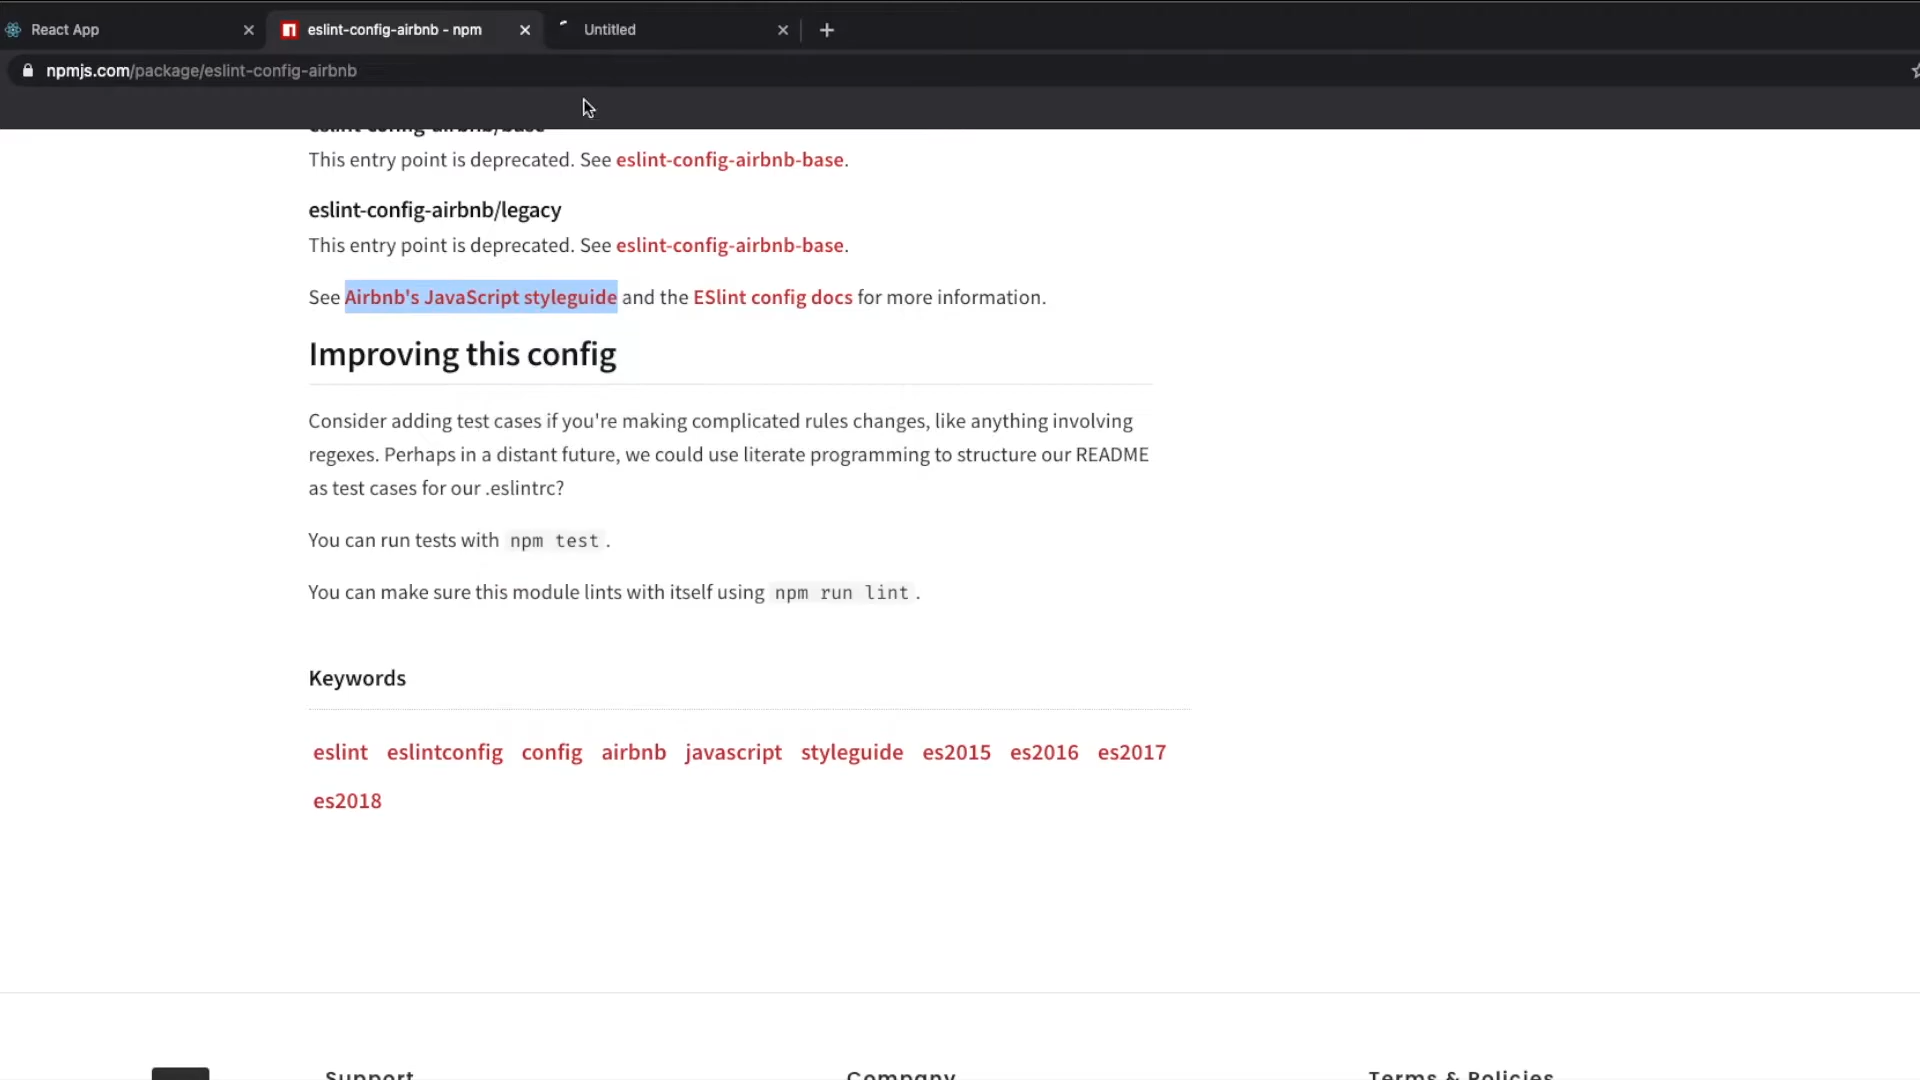 React App
eslint-config-airbnb - npm
Untitled
npmjs.com/package/eslint-config-airbnb
eslint-config-airbnb/base
This entry point is deprecated. See eslint-config-airbnb-base.
eslint-config-airbnb/legacy
This entry point is deprecated. See eslint-config-airbnb-base.
See Airbnb's JavaScript styleguide and the ESlint config docs for more information.
Improving this config
Consider adding test cases if you're making complicated rules changes, like anything involving
regexes. Perhaps in a distant future, we could use literate programming to structure our README
as test cases for our .eslintrc?
You can run tests with npm test.
You can make sure this module lints with itself using npm run lint.
Keywords
eslint eslintconfig config airbnb javascript styleguide es2015 es2016 es2017
es2018
Support Company Terms & Policies